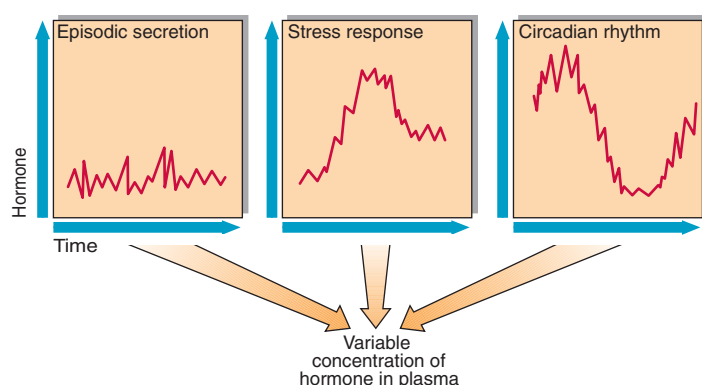 Episodic secretion
Stress response
Circadian rhythm
Hormone
Time
Variable
concentration of
hormone in plasma